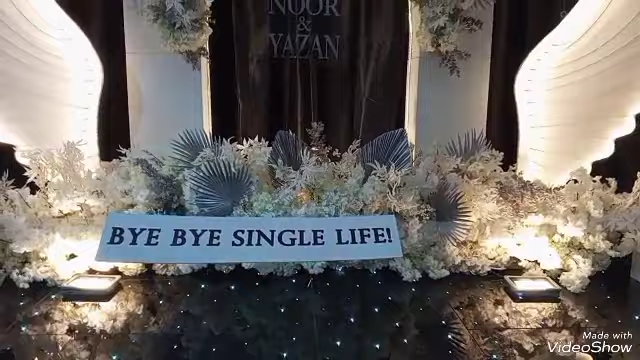 NOOR
&
YAZAN
BYE BYE SINGLE LIFE!
Made with
VideoShow